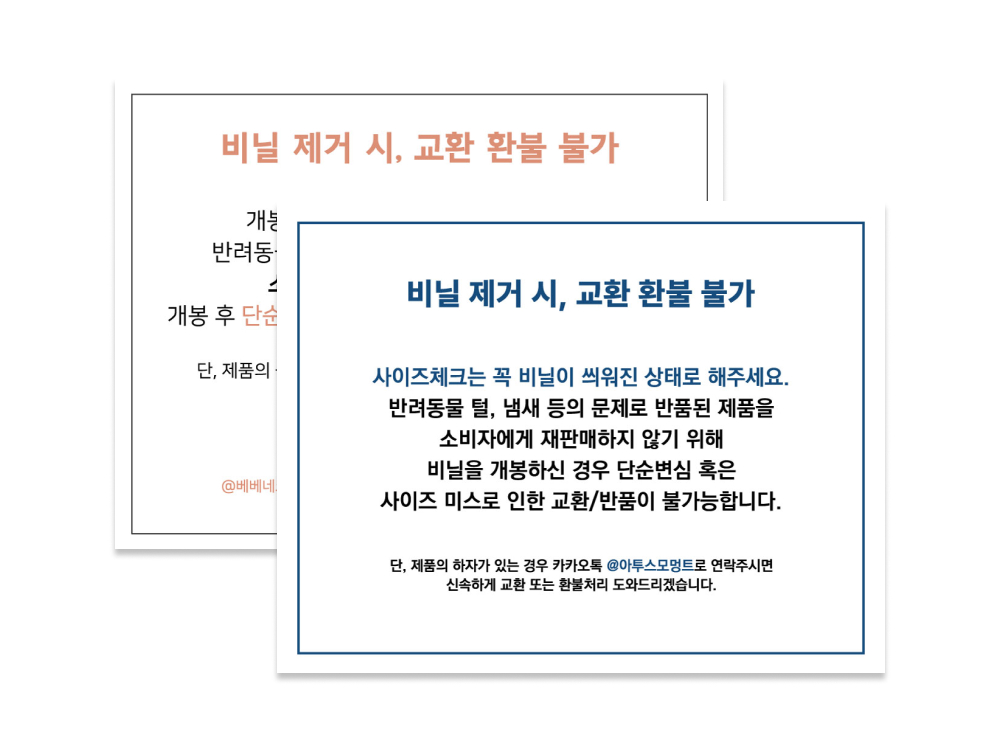 비닐 제거 시, 교환 환불 불가
반려동
개봉 후 단순
단, 제품의
@베베네
비닐 제거 시, 교환 환불 불가
사이즈체크는 꼭 비닐이 씌워진 상태로 해주세요.
반려동물 털, 냄새 등의 문제로 반품된 제품을
소비자에게 재판매하지 않기 위해
비닐을 개봉하신 경우 단순변심 혹은
사이즈 미스로 인한 교환/반품이 불가능합니다.
단, 제품의 하자가 있는 경우 카카오톡 @아투스모멍트로 연락주시면
신속하게 교환 또는 환불처리 도와드리겠습니다.